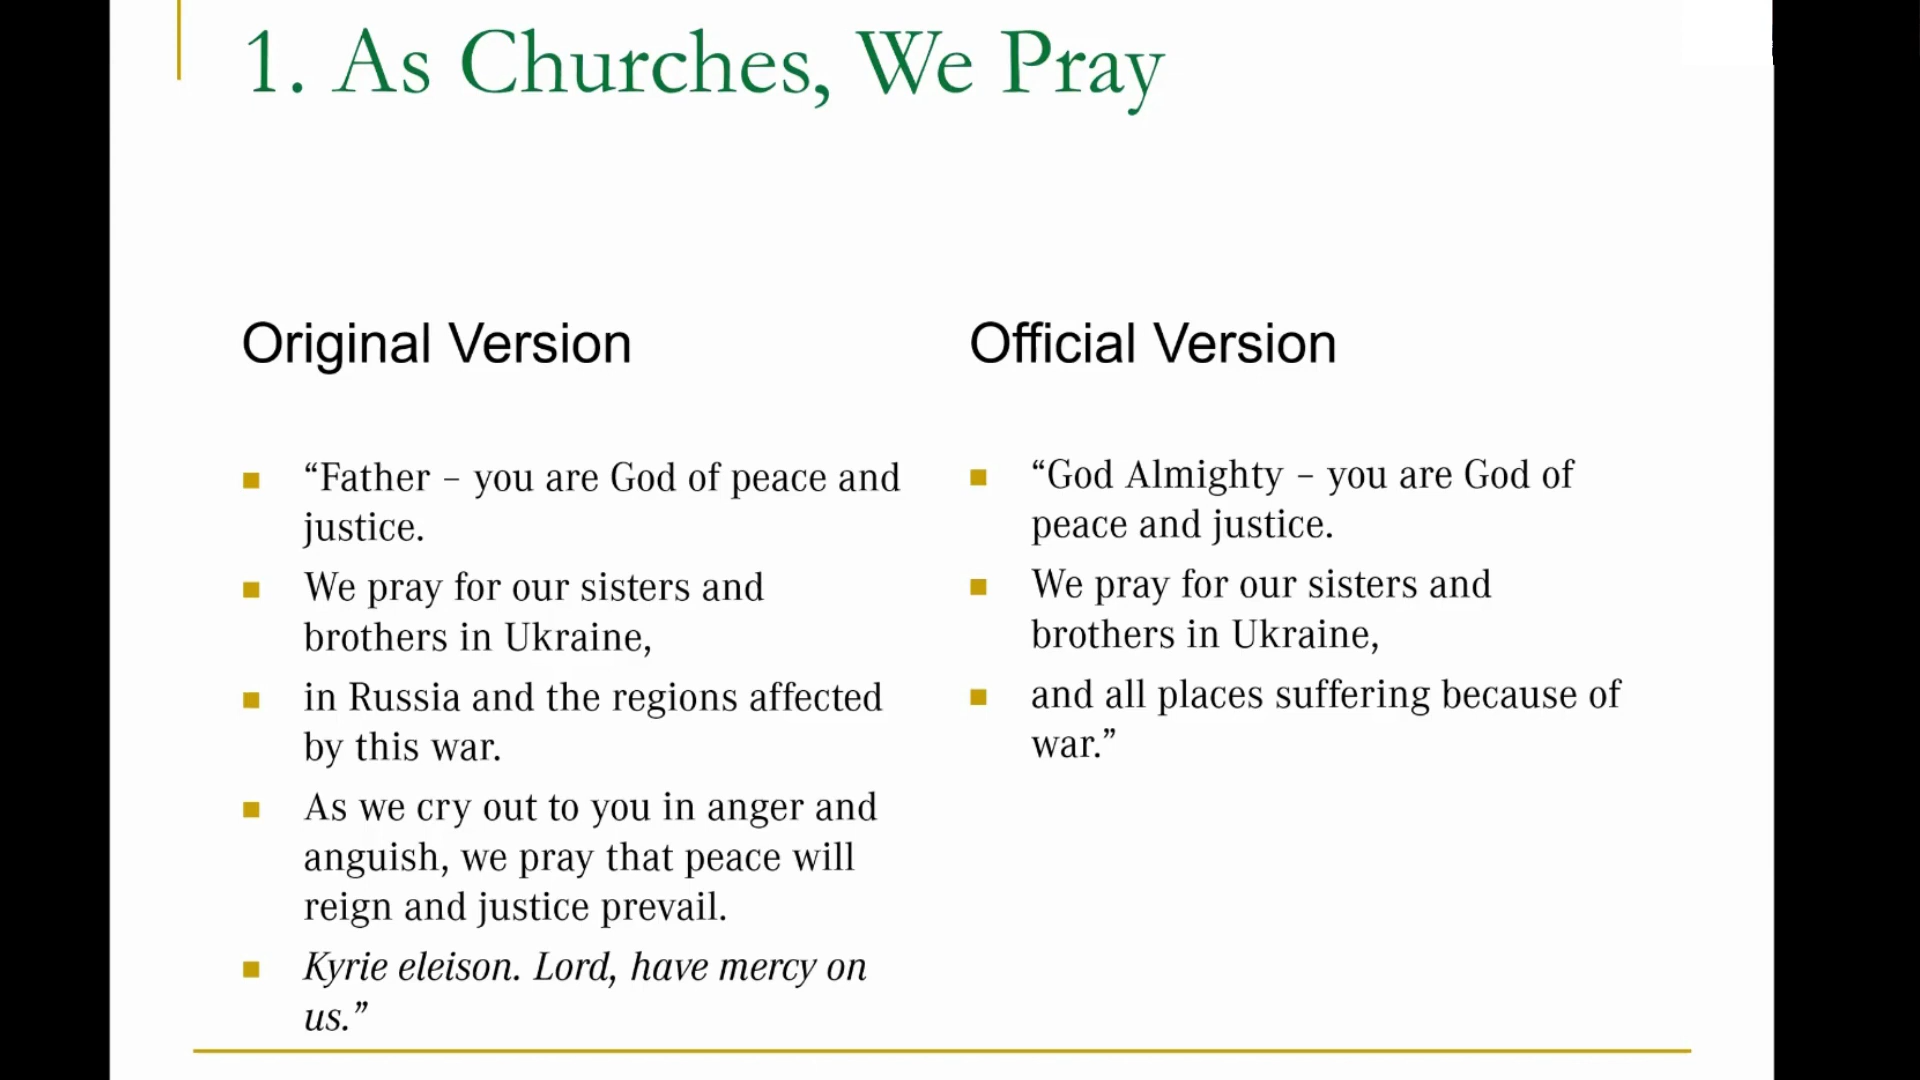 1. As Churches, We Pray
Original Version
“Father – you are God of peace and
justice.
We pray for our sisters and
brothers in Ukraine,
in Russia and the regions affected
by this war.
As we cry out to you in anger and
anguish, we pray that peace will
reign and justice prevail.
Kyrie eleison. Lord, have mercy on
us.”
Official Version
“God Almighty – you are God of
peace and justice.
We pray for our sisters and
brothers in Ukraine,
and all places suffering because of
war.”